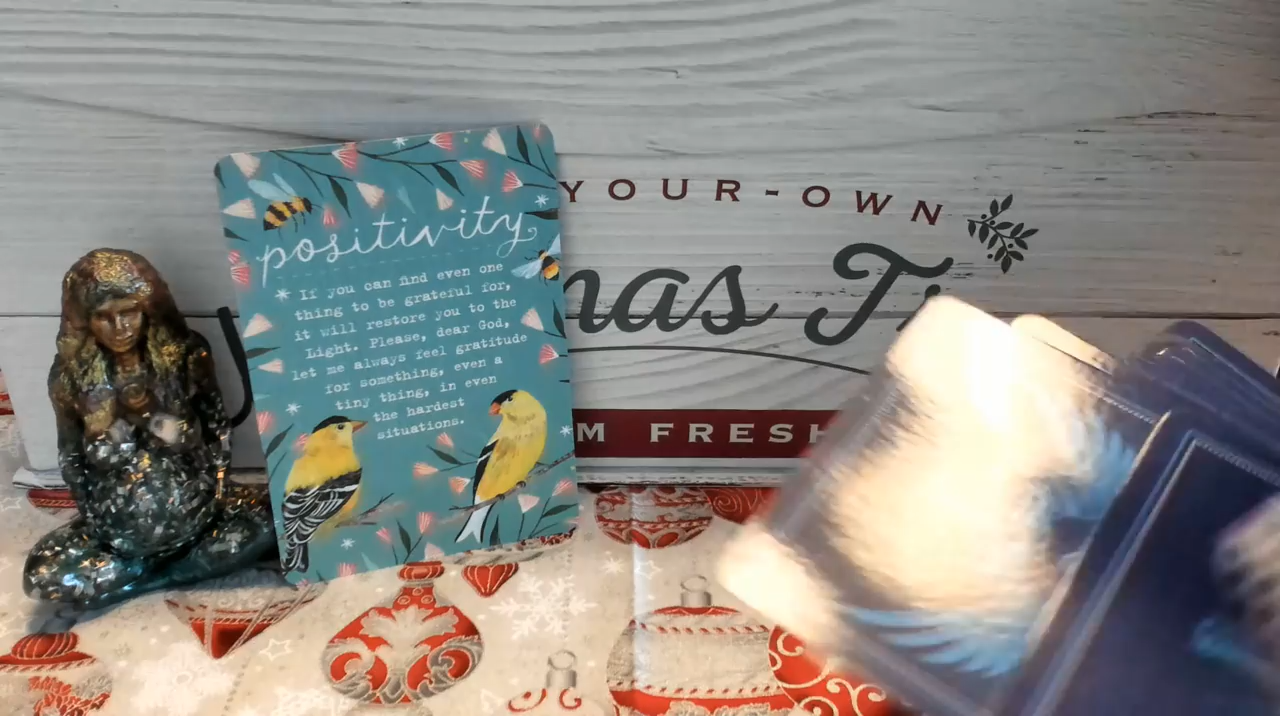 positivity
If you can find even one
thing to be grateful for,
it will restore you to the
Light. Please, dear God,
let me always feel gratitude
for something, even a
tiny thing, in even
the hardest
situations.
YOUR-OWN
mas Tr
M FRESH